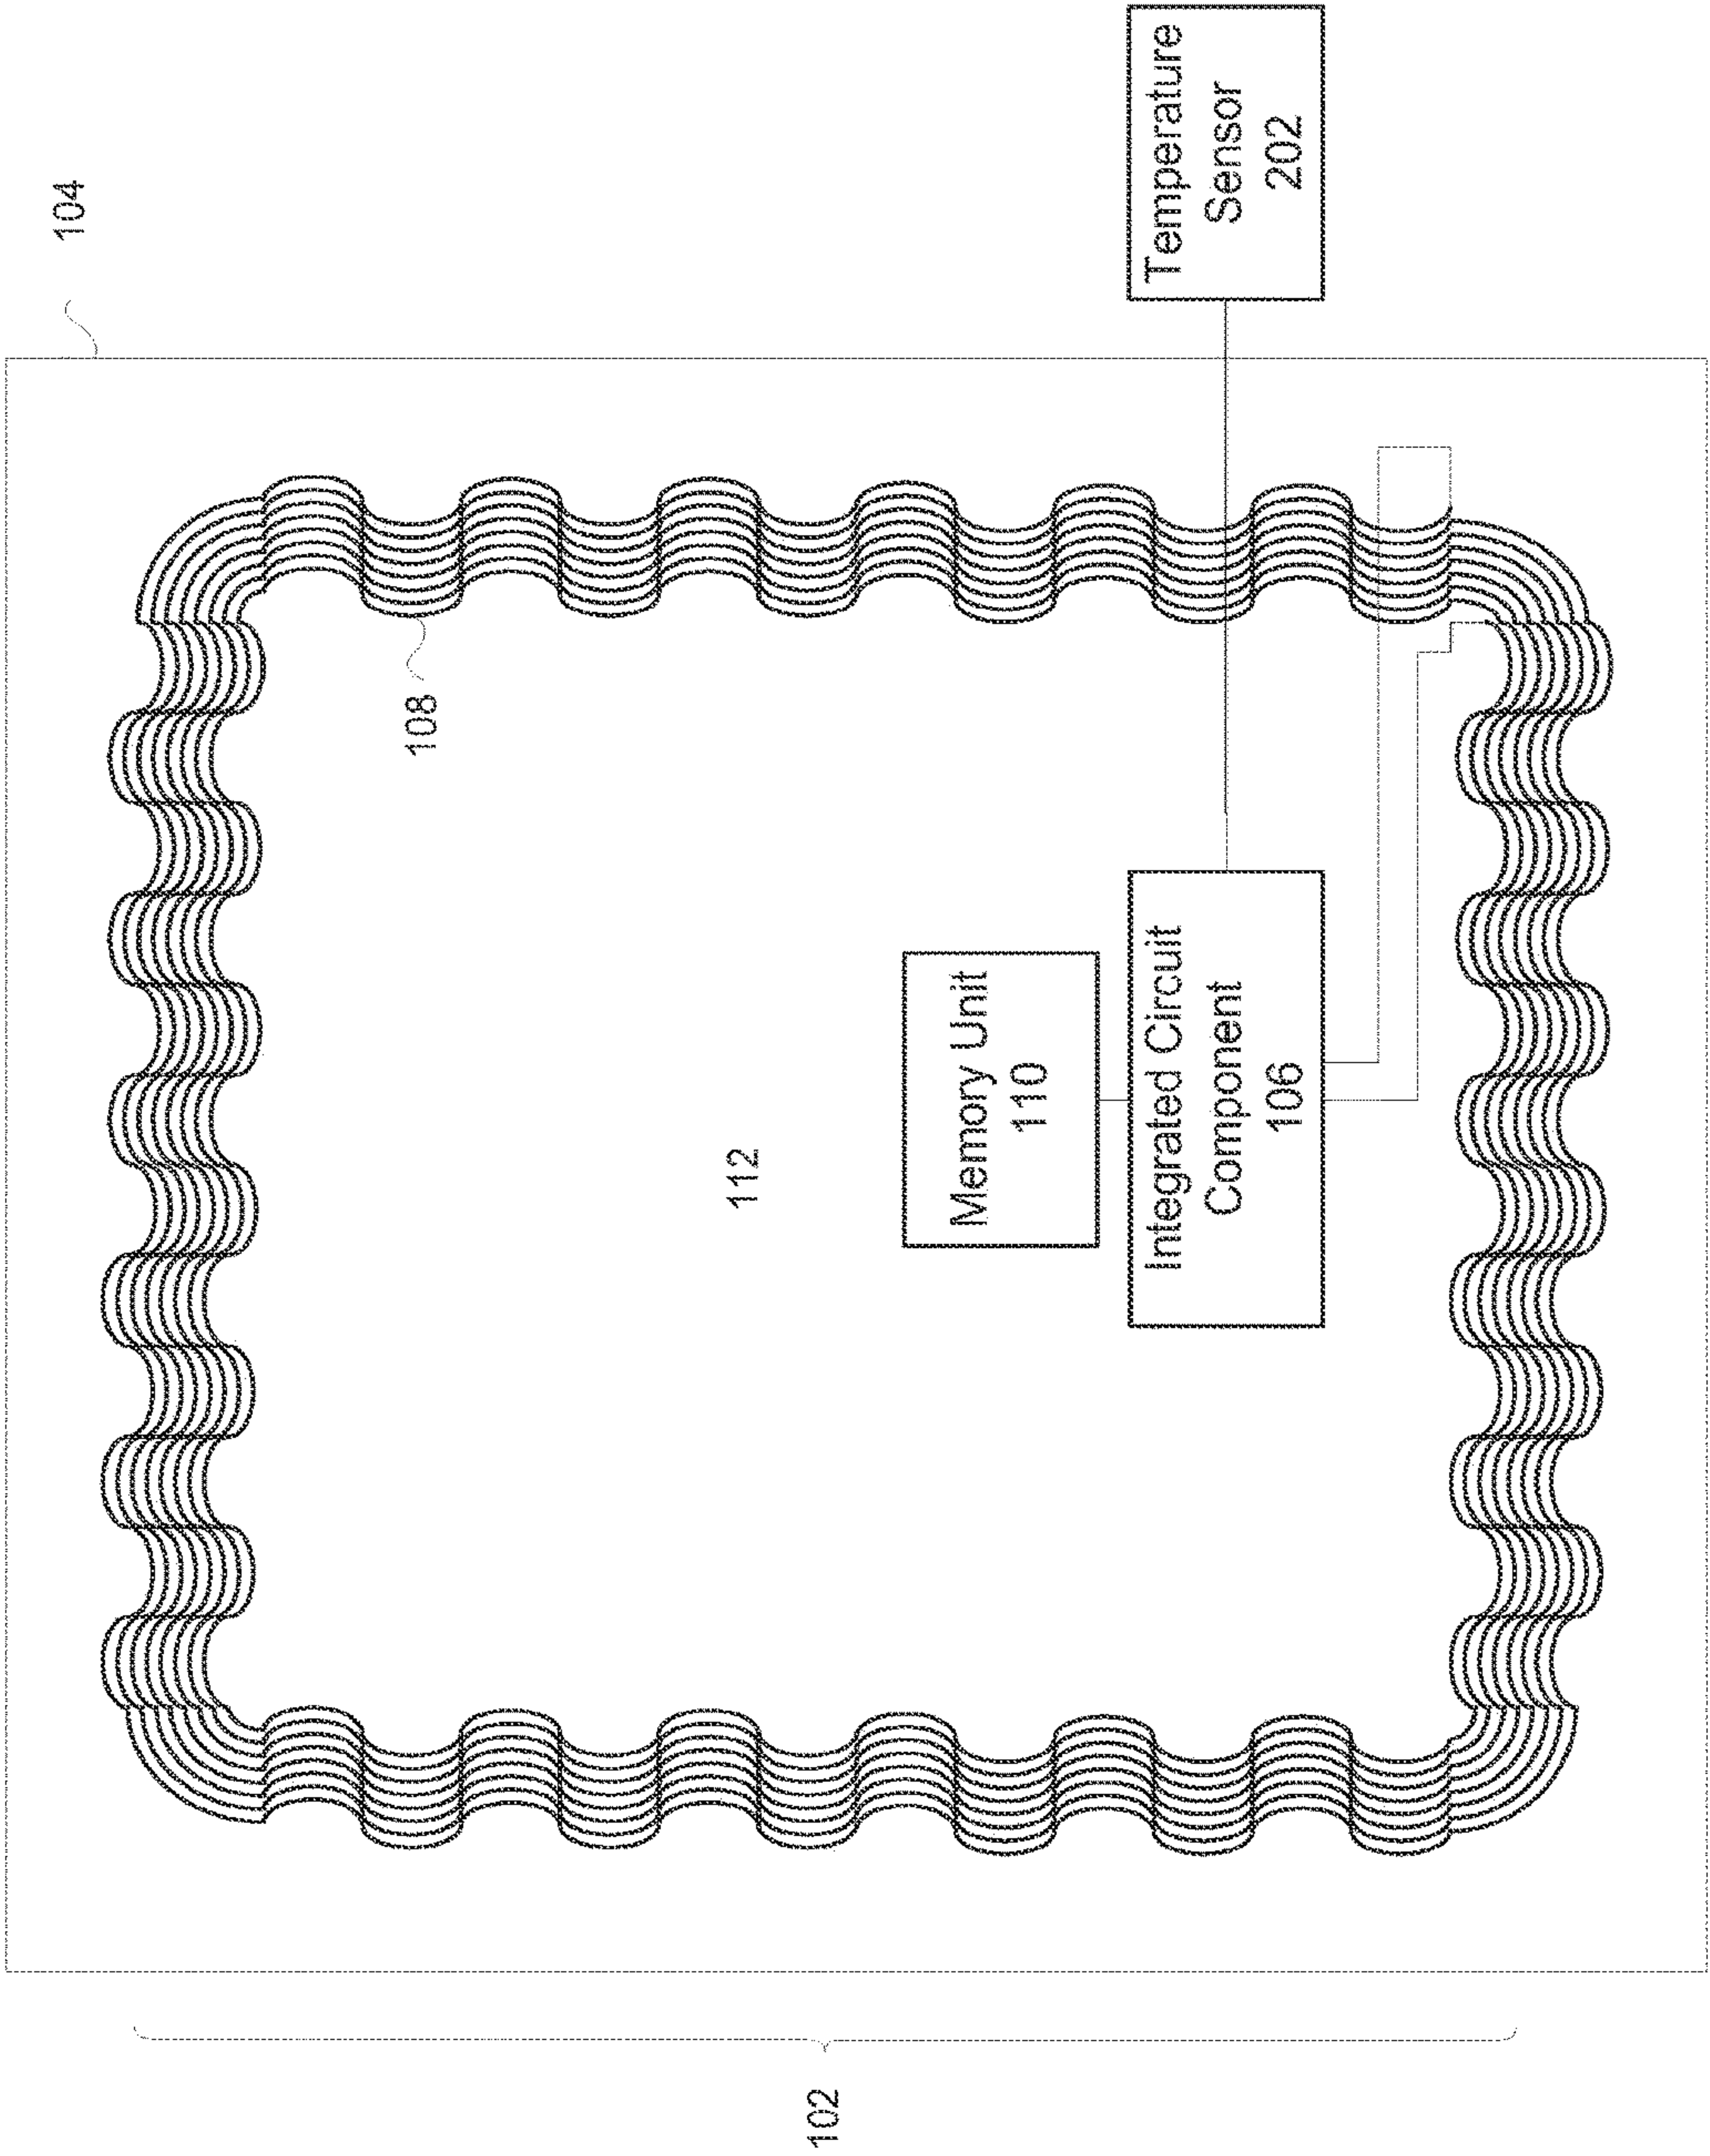 104
Temperature
Sensor
202
108
Memory Unit
110
112
Integrated Circuit
Component
106
102